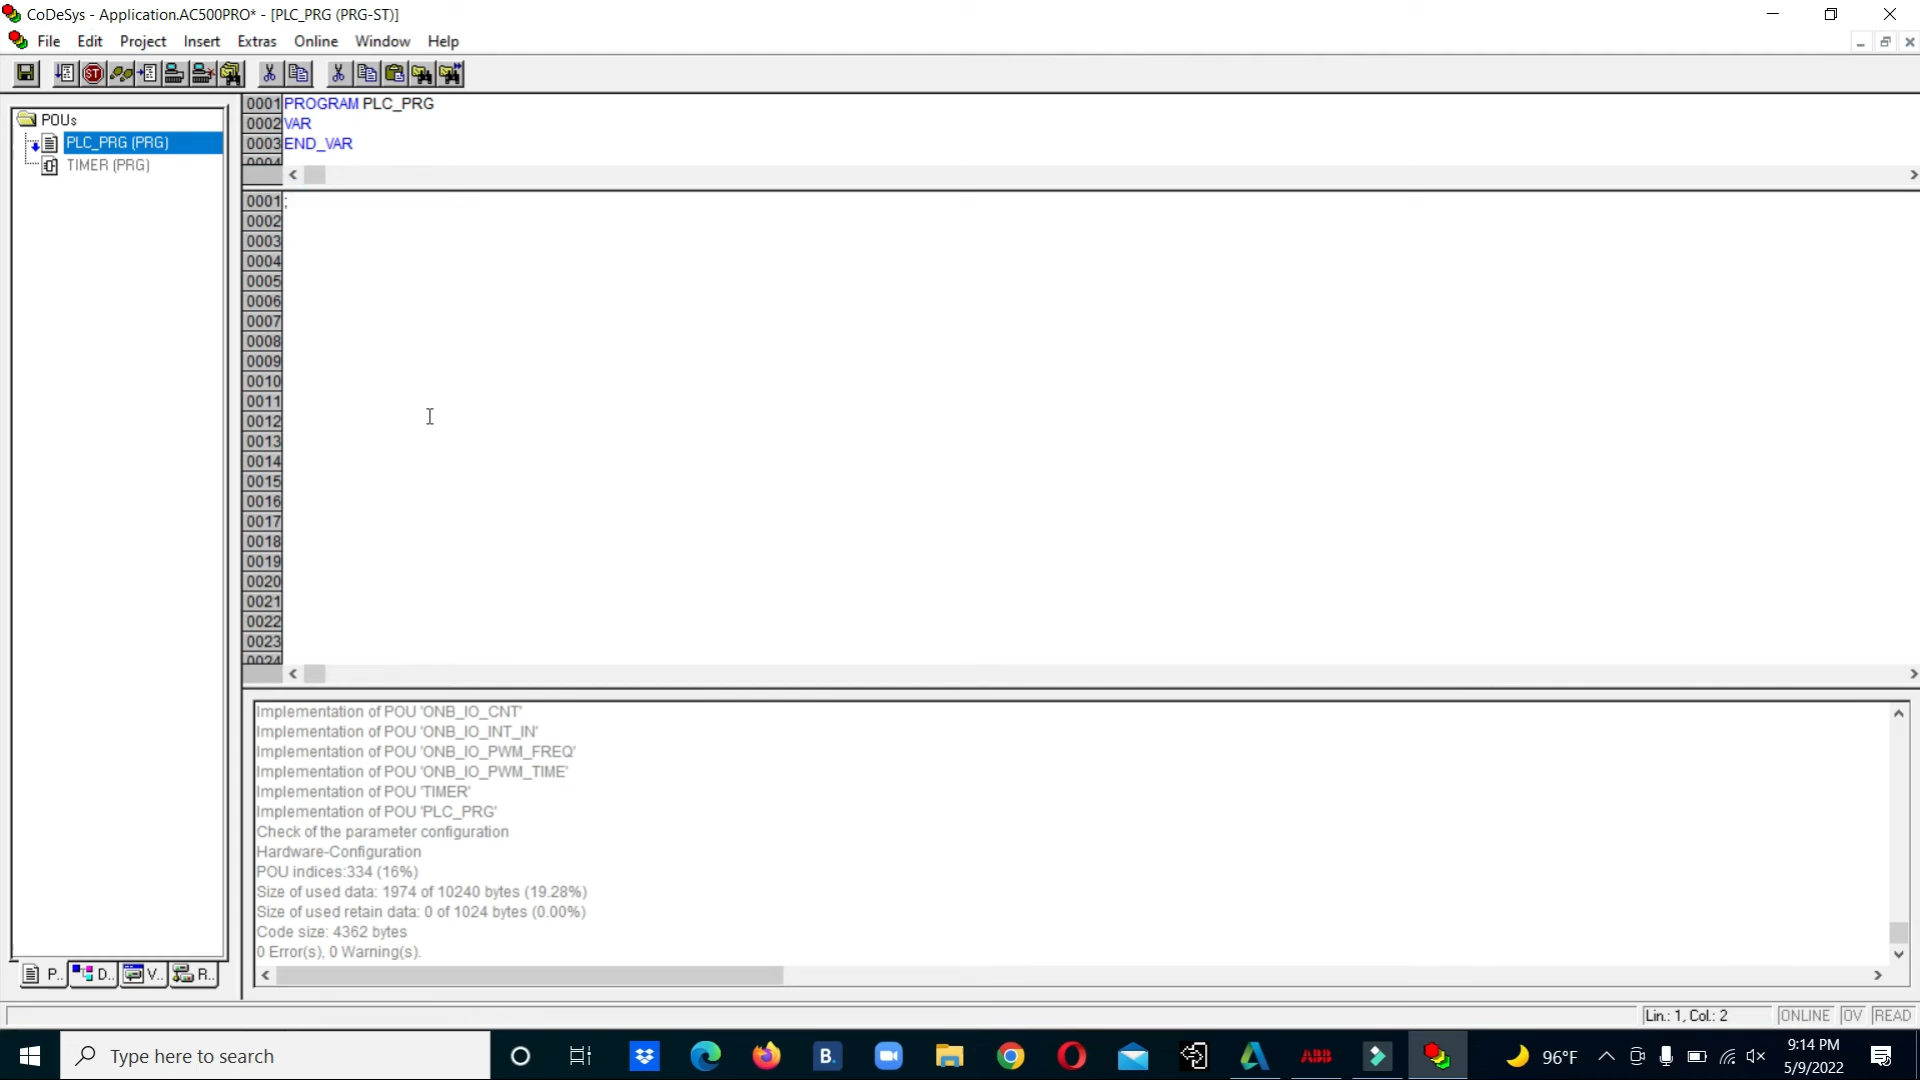 CoDeSys - Application.AC500PRO* - [PLC_PRG (PRG-ST)]
File Edit Project Insert Extras Online Window Help
ST
POUs
PLC_PRG (PRG)
TIMER (PRG)
0001 PROGRAM PLC_PRG
0002 VAR
0003 END_VAR
0004
0001 ;
0002
0003
0004
0005
0006
0007
0008
0009
0010
0011
0012
0013
0014
0015
0016
0017
0018
0019
0020
0021
0022
0023
0024
Implementation of POU 'ONB_IO_CNT'
Implementation of POU 'ONB_IO_INT_IN'
Implementation of POU 'ONB_IO_PWM_FREQ'
Implementation of POU 'ONB_IO_PWM_TIME'
Implementation of POU 'TIMER'
Implementation of POU 'PLC_PRG'
Check of the parameter configuration
Hardware-Configuration
POU indices:334 (16%)
Size of used data: 1974 of 10240 bytes (19.28%)
Size of used retain data: 0 of 1024 bytes (0.00%)
Code size: 4362 bytes
0 Error(s), 0 Warning(s).
P.. D.. V.. R..
Lin.: 1, Col.: 2 ONLINE OV READ
Type here to search B. ABB 96°F 9:14 PM
5/9/2022